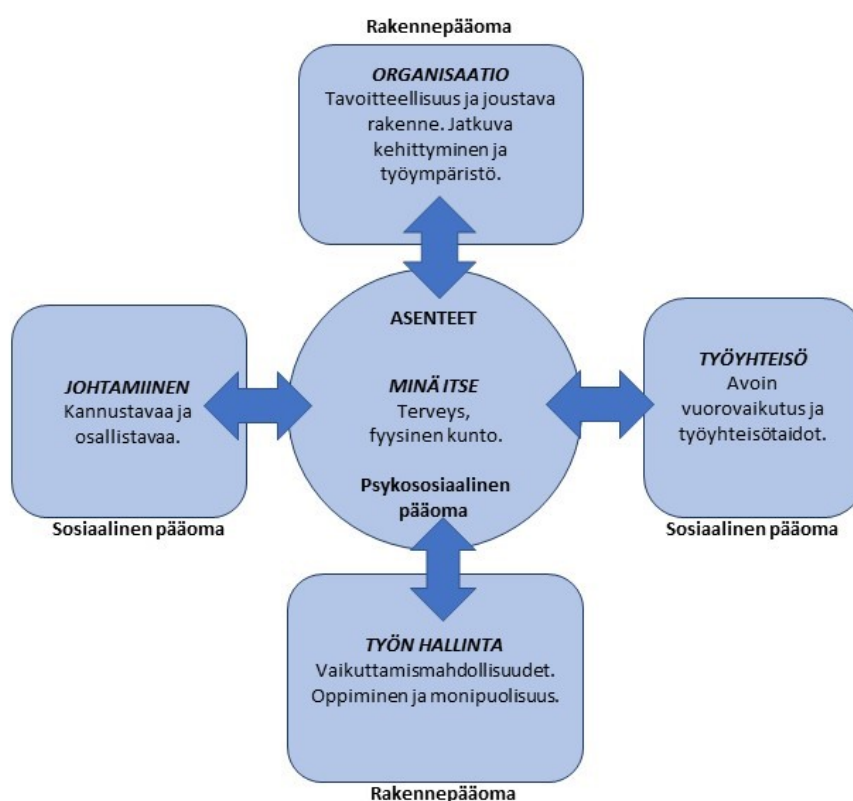 Rakennepääoma
ORGANISAATIO
Tavoitteellisuus ja joustava
rakenne. Jatkuva
kehittyminen ja
työympäristö.
JOHTAMIINEN
Kannustavaa ja
osallistavaa.
Sosiaalinen pääoma
ASENTEET
MINÄ ITSE
Terveys,
fyysinen kunto.
Psykososiaalinen
pääoma
TYÖYHTEISÖ
Avoin
vuorovaikutus ja
työyhteisötaidot.
Sosiaalinen pääoma
TYÖN HALLINTA
Vaikuttamismahdollisuudet.
Oppiminen ja monipuolisuus.
Rakennepääoma